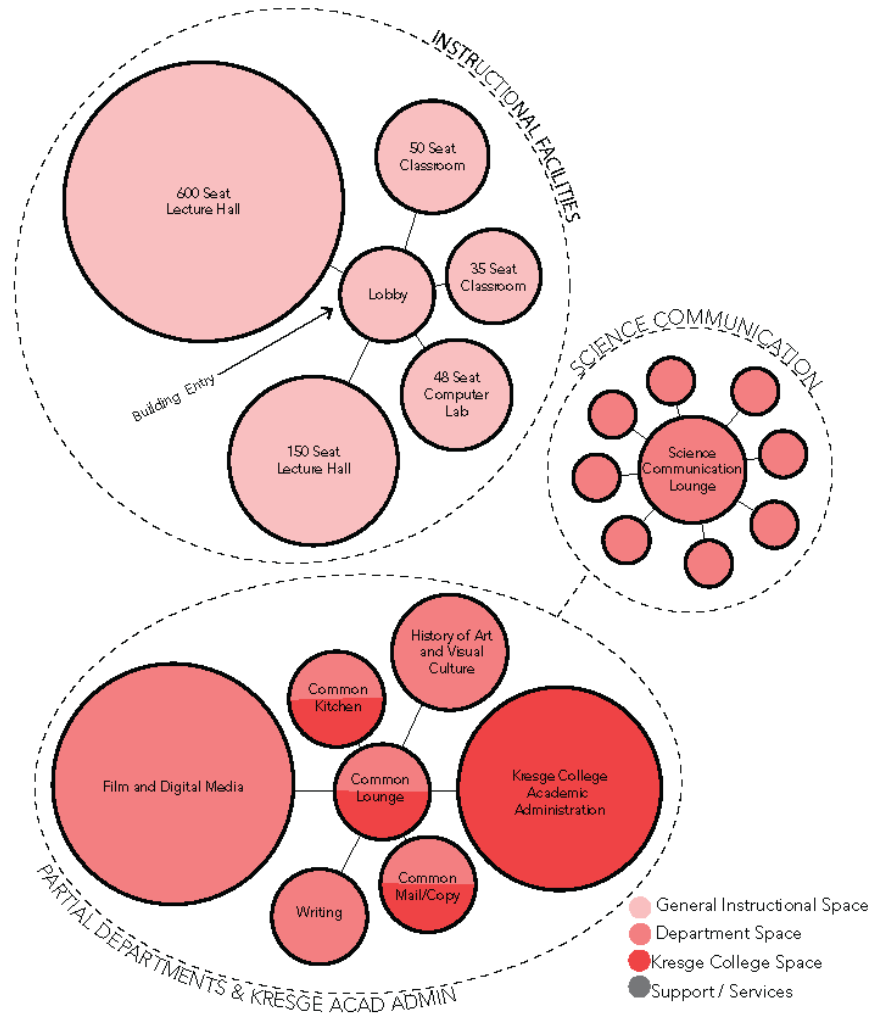 INSTRUCTIONAL FACILITIES
50 Seat
Classroom
600 Seat
Lecture Hall
35 Seat
Classroom
Lobby
Building Entry
48 Seat
Computer
Lab
150 Seat
Lecture Hall
SCIENCE COMMUNICATION
Science
Communication
Lounge
History of Art
and Visual
Culture
Common
Kitchen
Film and Digital Media
Common
Lounge
Kresge College
Academic
Administration
Common
Mail/Copy
Writing
PARTIAL DEPARTMENTS & KRESGE ACAD ADMIN
General Instructional Space
Department Space
Kresge College Space
Support / Services